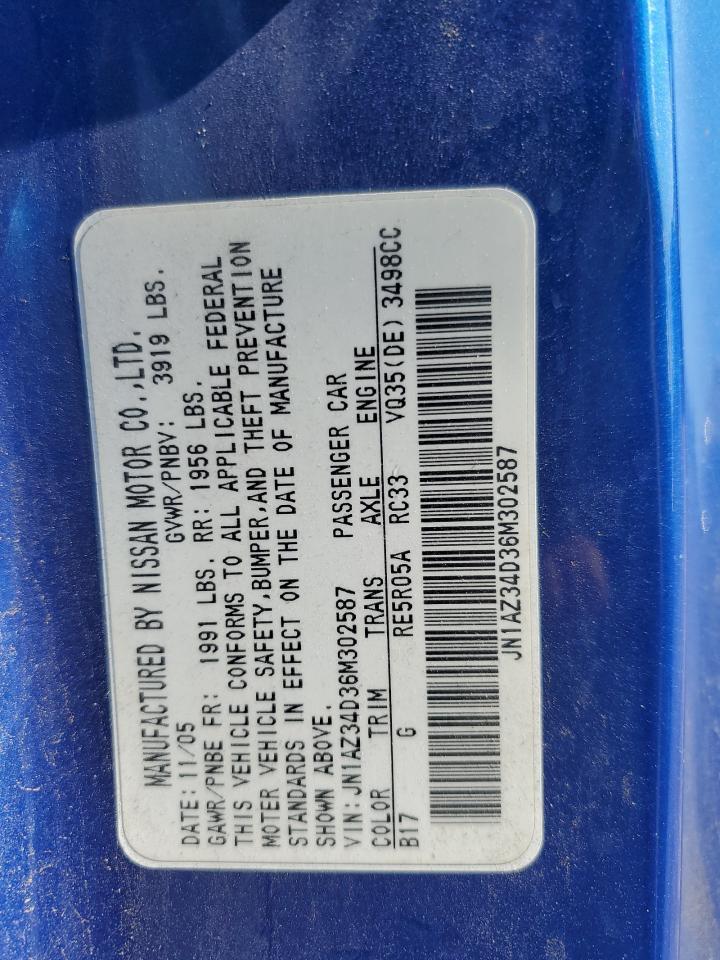 MANUFACTURED BY NISSAN MOTOR CO.,LTD.
DATE: 11/05 GVWR/PNBV: 3919 LBS.
GAWR/PNBE FR: 1991 LBS. RR: 1956 LBS.
THIS VEHICLE CONFORMS TO ALL APPLICABLE FEDERAL
MOTER VEHICLE SAFETY,BUMPER,AND THEFT PREVENTION
STANDARDS IN EFFECT ON THE DATE OF MANUFACTURE
SHOWN ABOVE.
VIN:JN1AZ34D36M302587 PASSENGER CAR
COLOR TRIM TRANS AXLE ENGINE
B17 G RE5R05A RC33 VQ35(DE)3498CC
JN1AZ34D36M302587